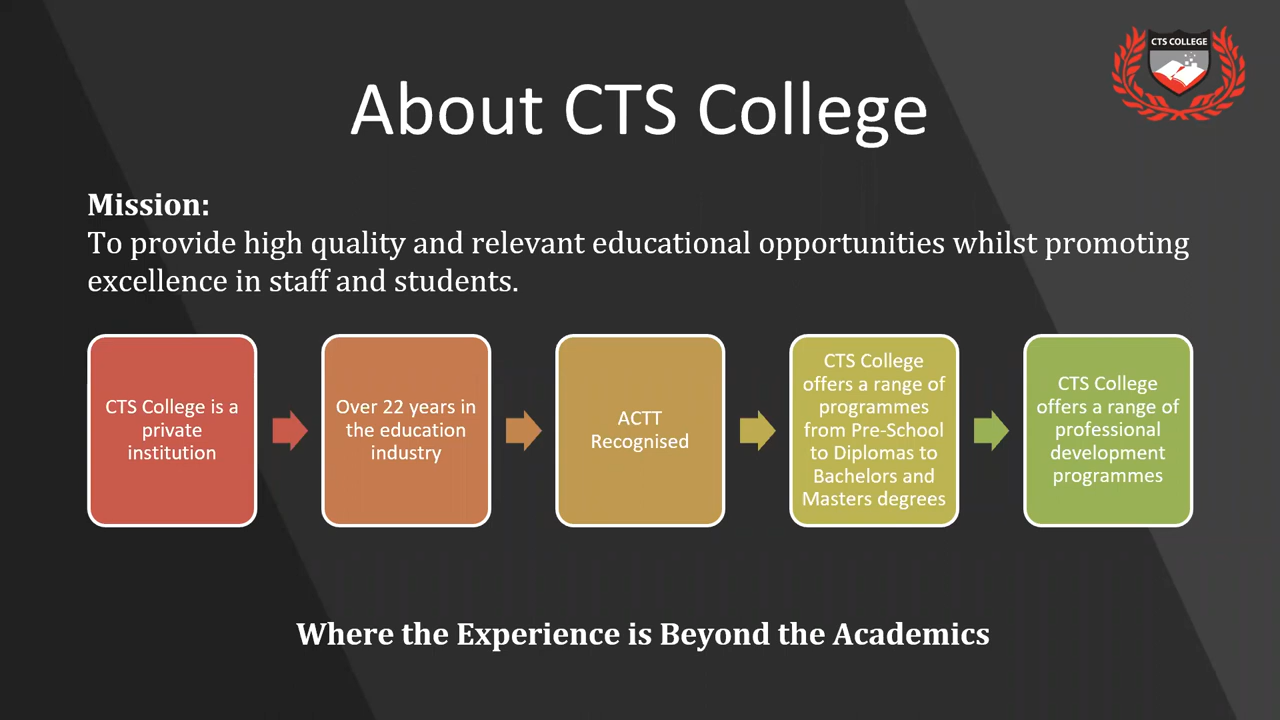 CTS COLLEGE
About CTS College
Mission:
To provide high quality and relevant educational opportunities whilst promoting
excellence in staff and students.
CTS College is a
private
institution
Over 22 years in
the education
industry
ACTT
Recognised
CTS College
offers a range of
programmes
from Pre-School
to Diplomas to
Bachelors and
Masters degrees
CTS College
offers a range of
professional
development
programmes
Where the Experience is Beyond the Academics